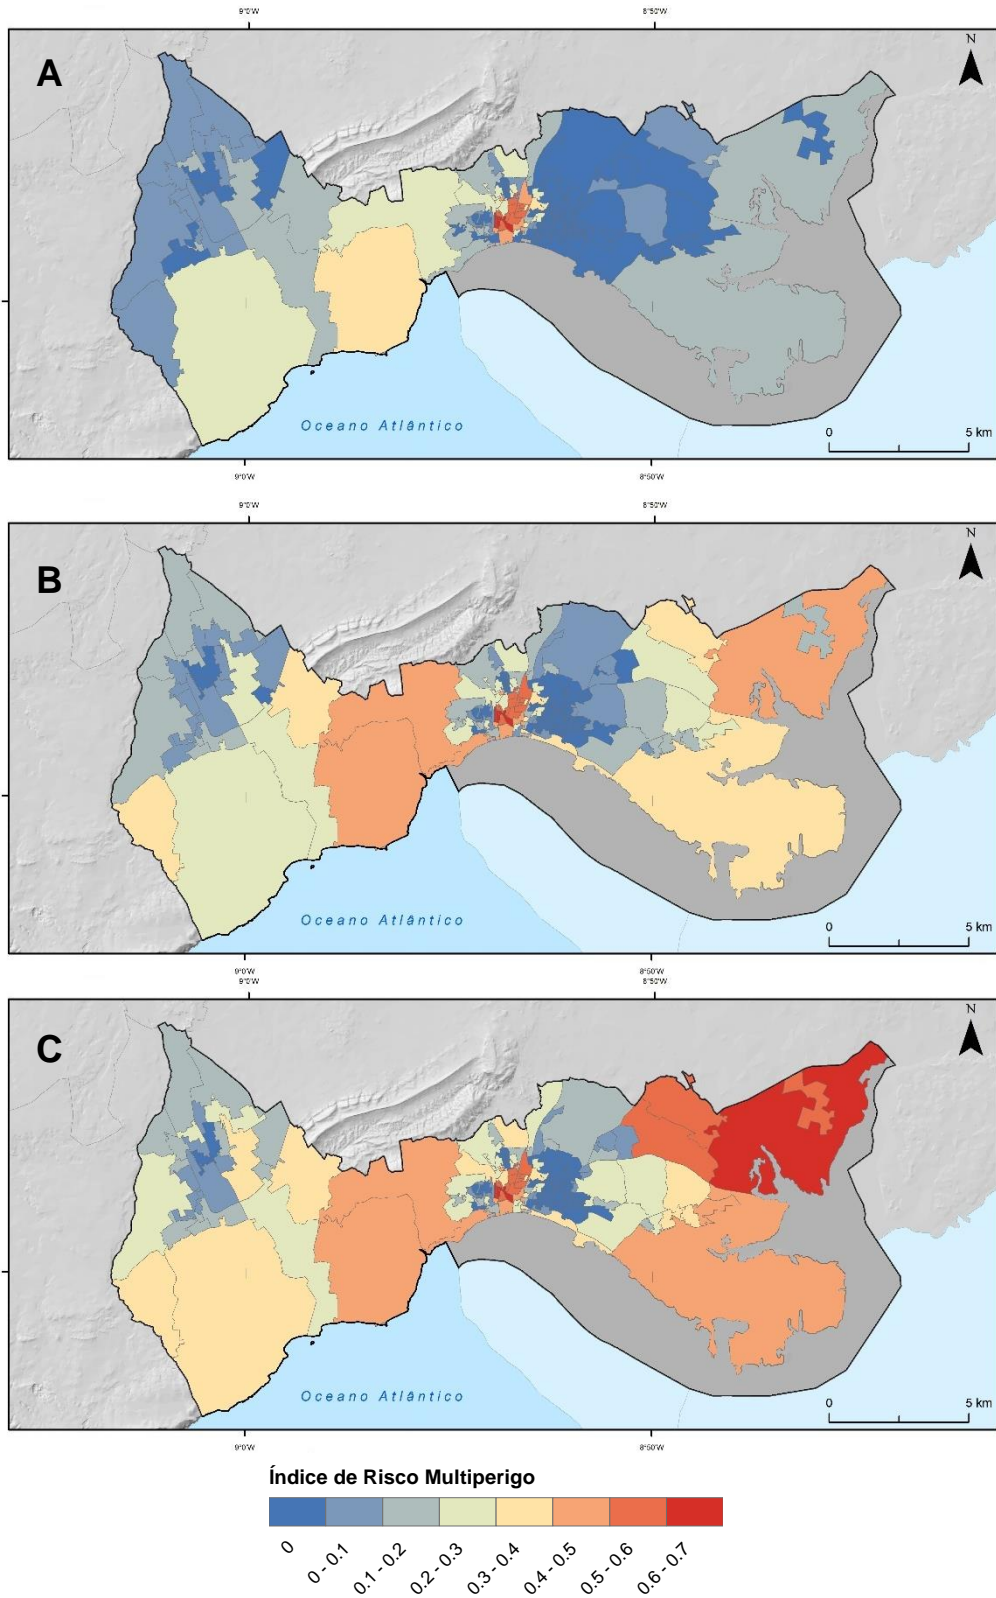 9°0'W 8°50'W
A
N
Oceano Atlântico
0 5 km
9°0'W 8°50'W
9°0'W 8°50'W
B
N
Oceano Atlântico
0 5 km
9°0'W 8°50'W
9°0'W 8°50'W
C
N
Oceano Atlântico
0 5 km
9°0'W 8°50'W
Índice de Risco Multiperigo
0 0 - 0.1 0.1 - 0.2 0.2 - 0.3 0.3 - 0.4 0.4 - 0.5 0.5 - 0.6 0.6 - 0.7